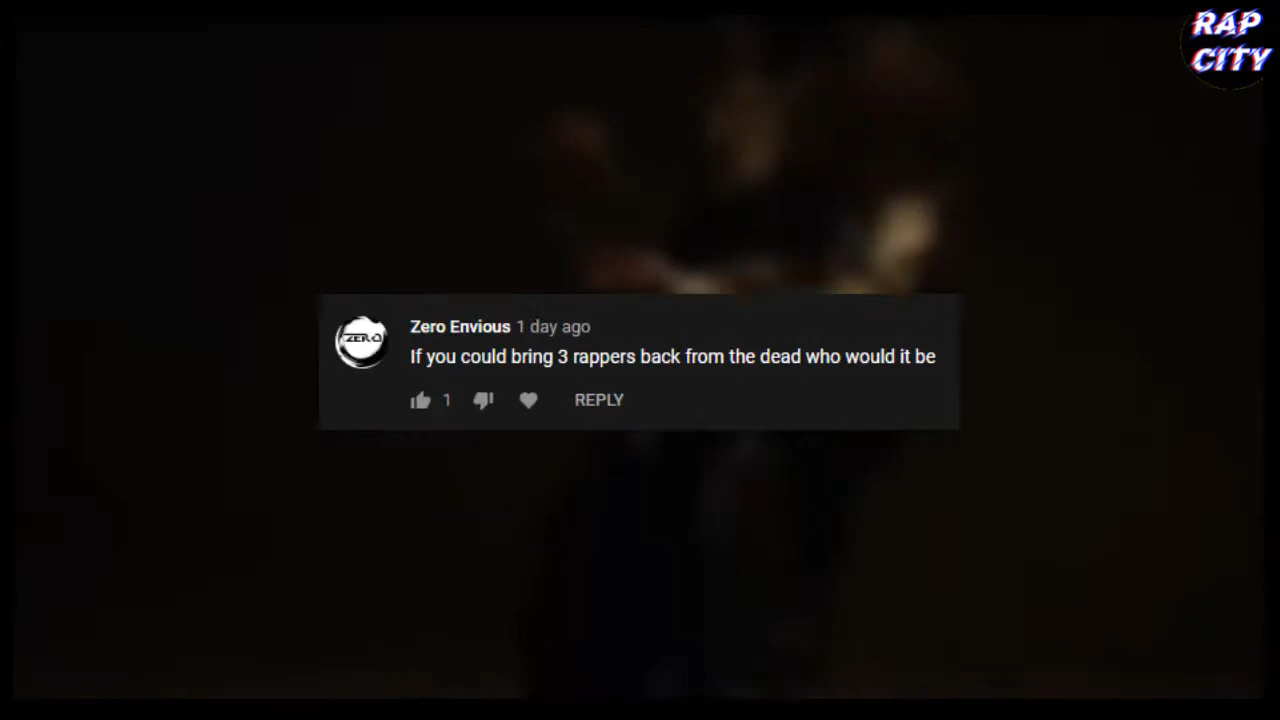 RAP
CITY
ZERO
Zero Envious 1 day ago
If you could bring 3 rappers back from the dead who would it be
1 REPLY